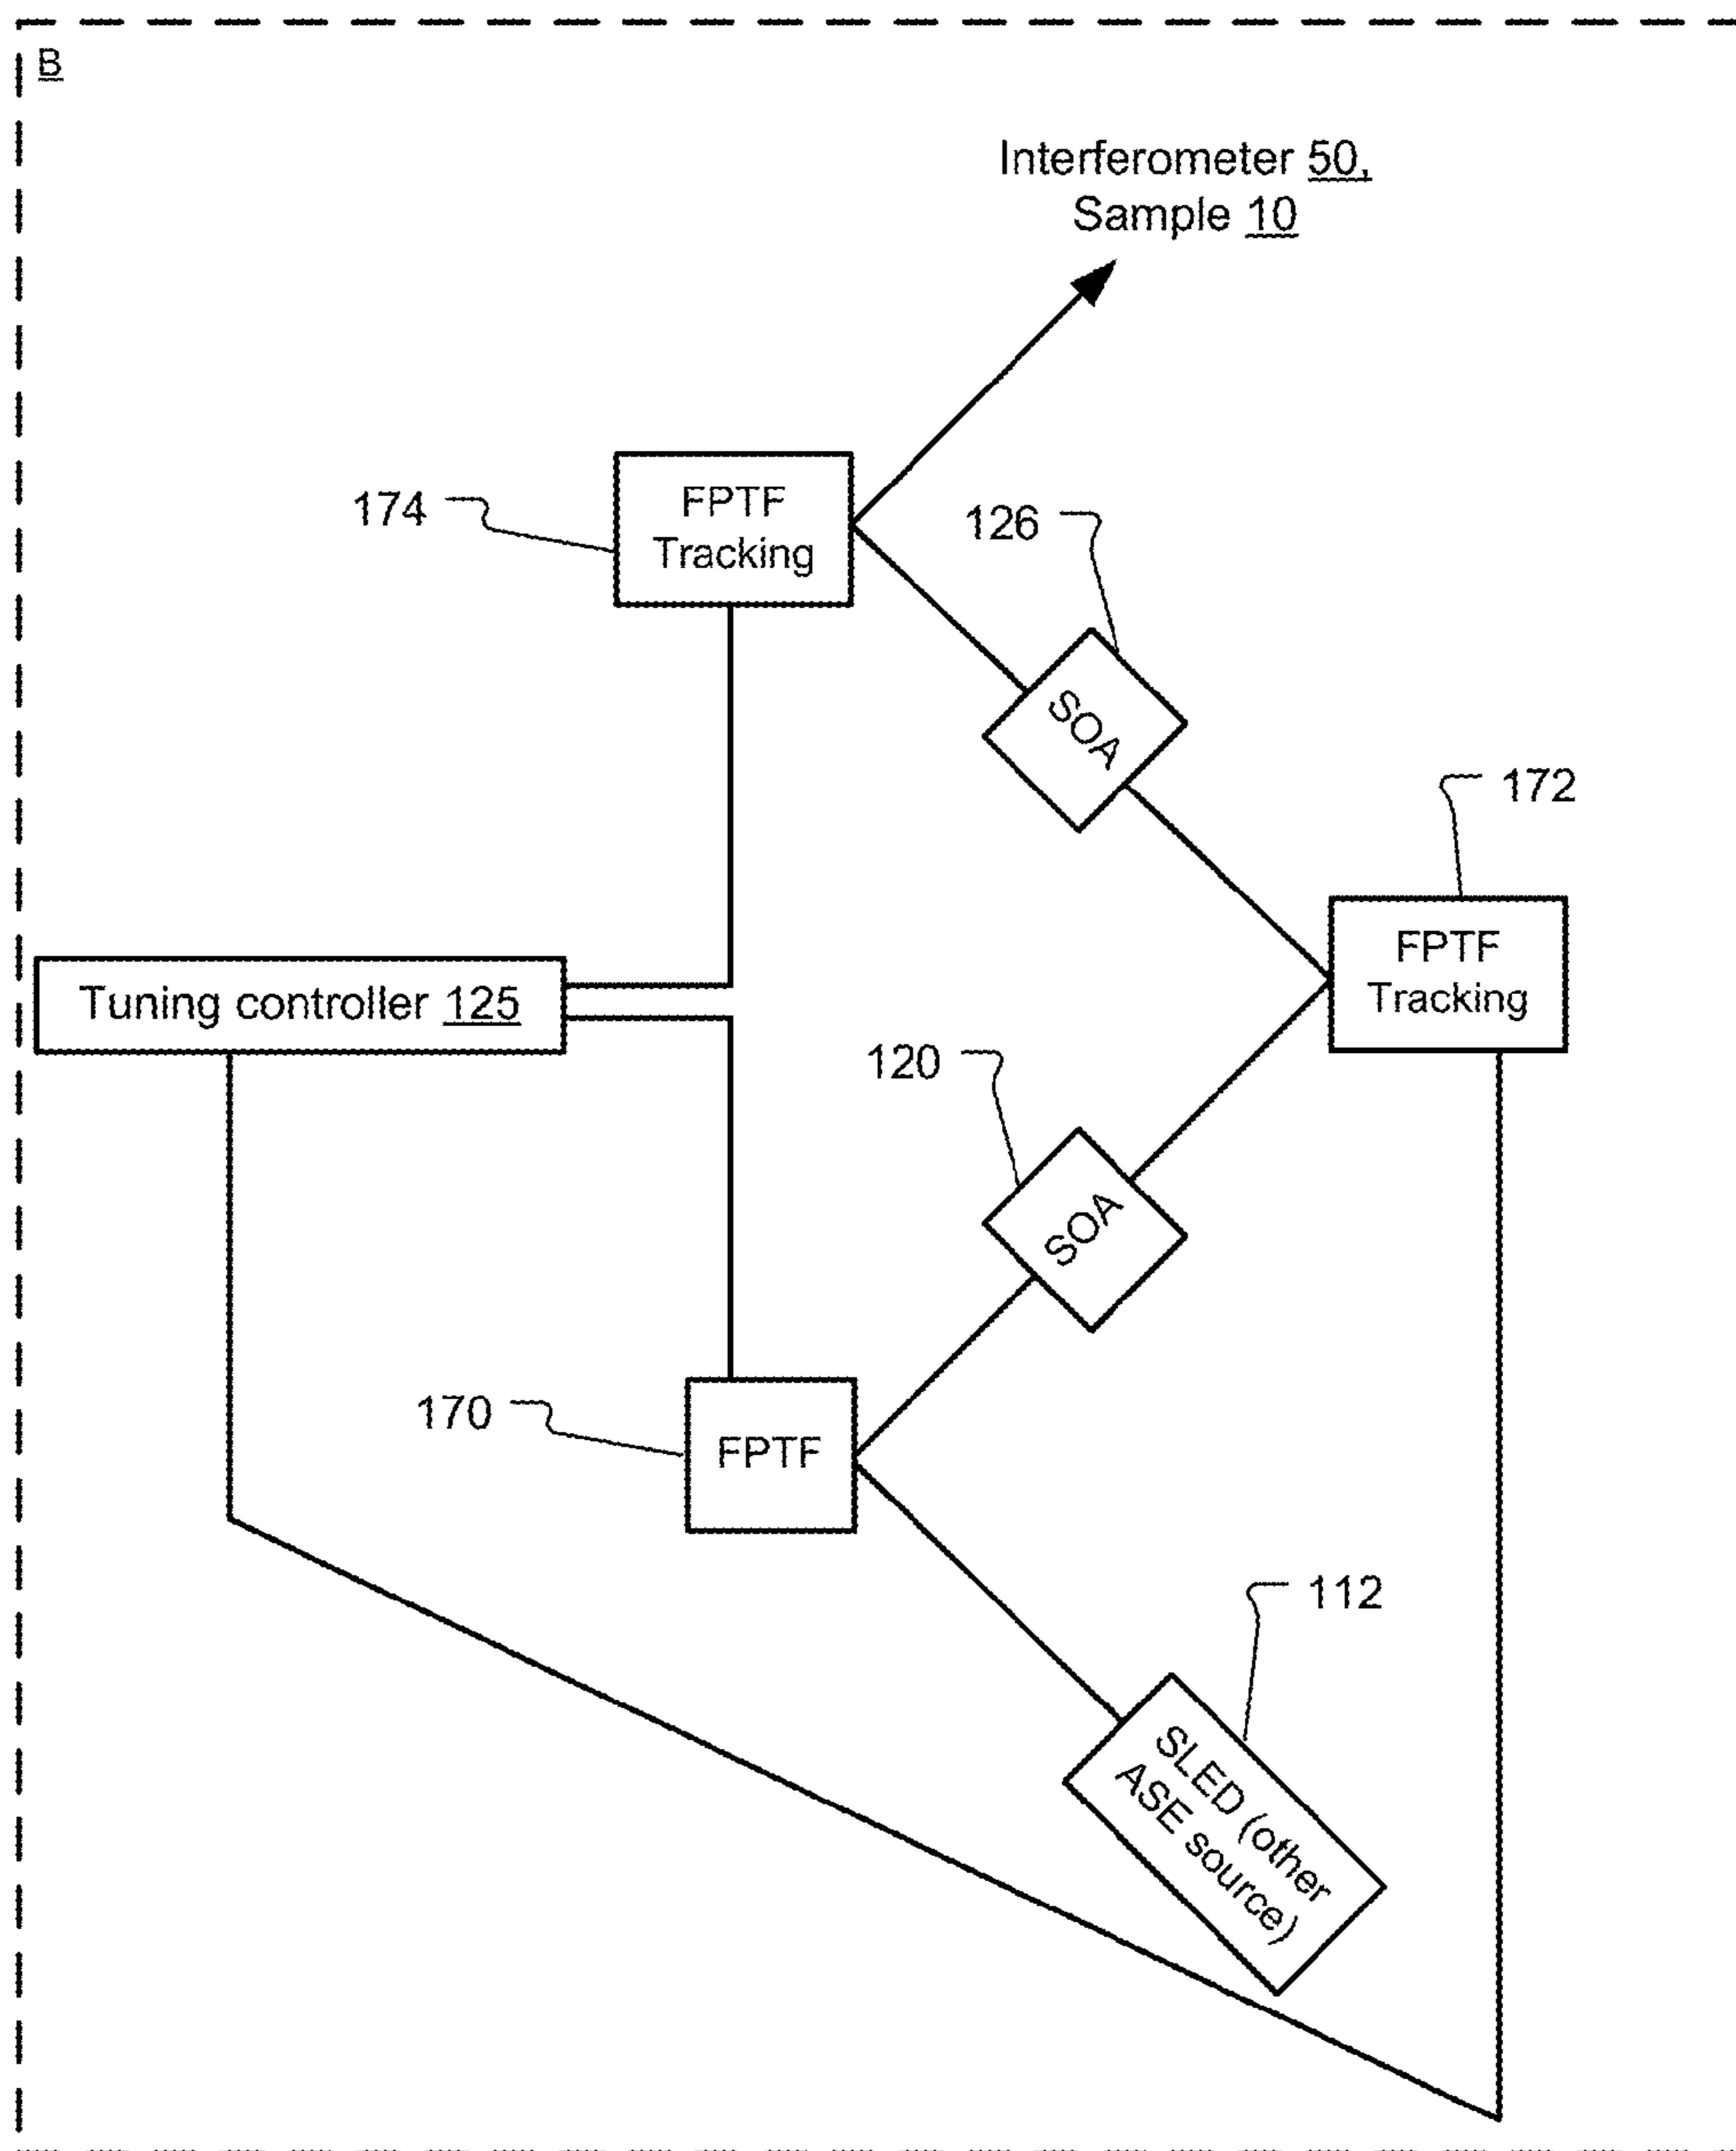 B
Interferometer 50,
Sample 10
174
FPTF
Tracking
126
SOA
172
FPTF
Tracking
Tuning controller 125
120
SOA
170
FPTF
112
SLED (other
ASE source)